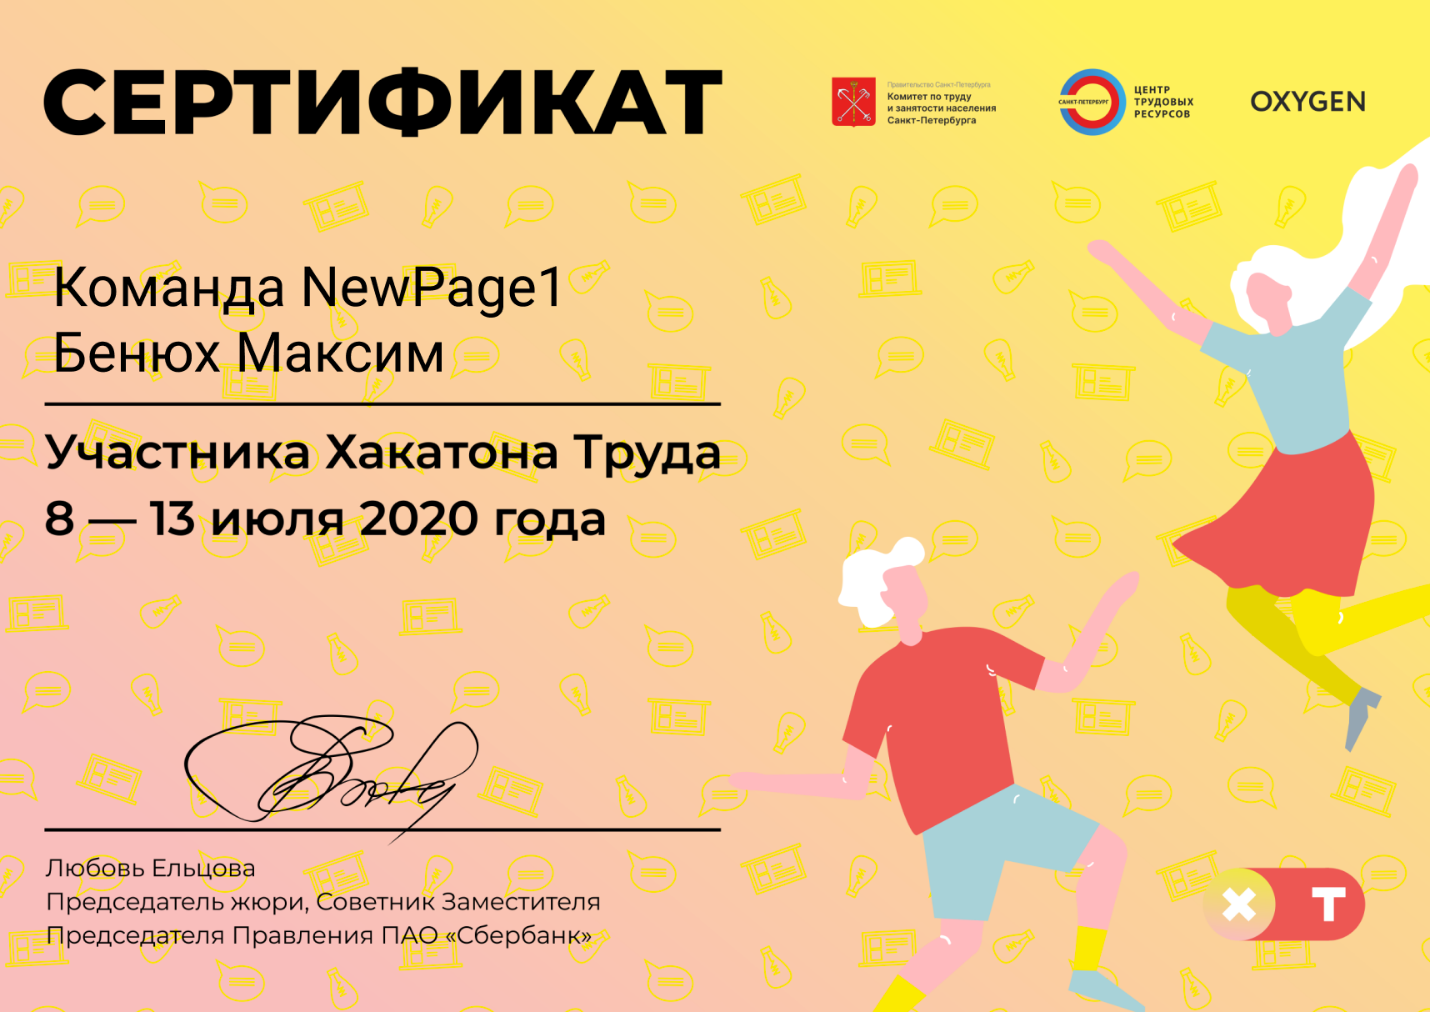 СЕРТИФИКАТ
Правительство Санкт-Петербурга
Комитет по труду
и занятости населения
Санкт-Петербурга
САНКТ-ПЕТЕРБУРГ
ЦЕНТР
ТРУДОВЫХ
РЕСУРСОВ
OXYGEN
Команда NewPage1
Бенюх Максим
Участника Хакатона Труда
8 — 13 июля 2020 года
Любовь Ельцова
Председатель жюри, Советник Заместителя
Председателя Правления ПАО «Сбербанк»
Х Т